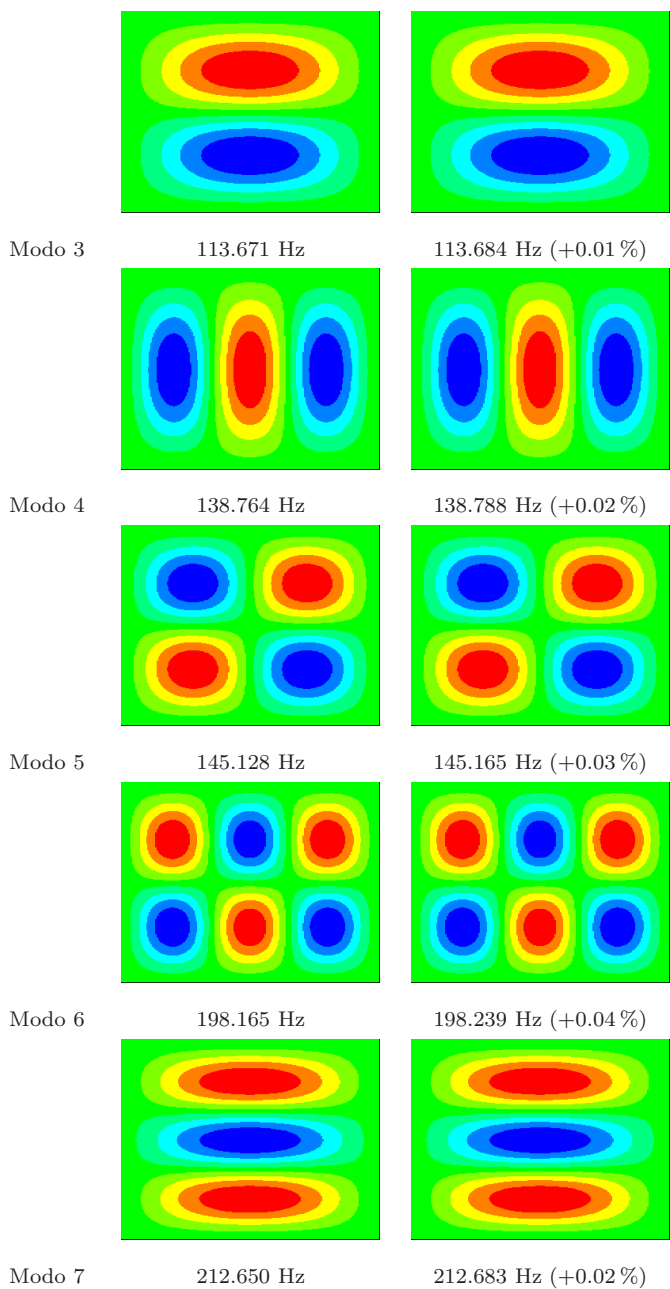 Modo 3 113.671 Hz 113.684 Hz (+0.01 %)
Modo 4 138.764 Hz 138.788 Hz (+0.02 %)
Modo 5 145.128 Hz 145.165 Hz (+0.03 %)
Modo 6 198.165 Hz 198.239 Hz (+0.04 %)
Modo 7 212.650 Hz 212.683 Hz (+0.02 %)